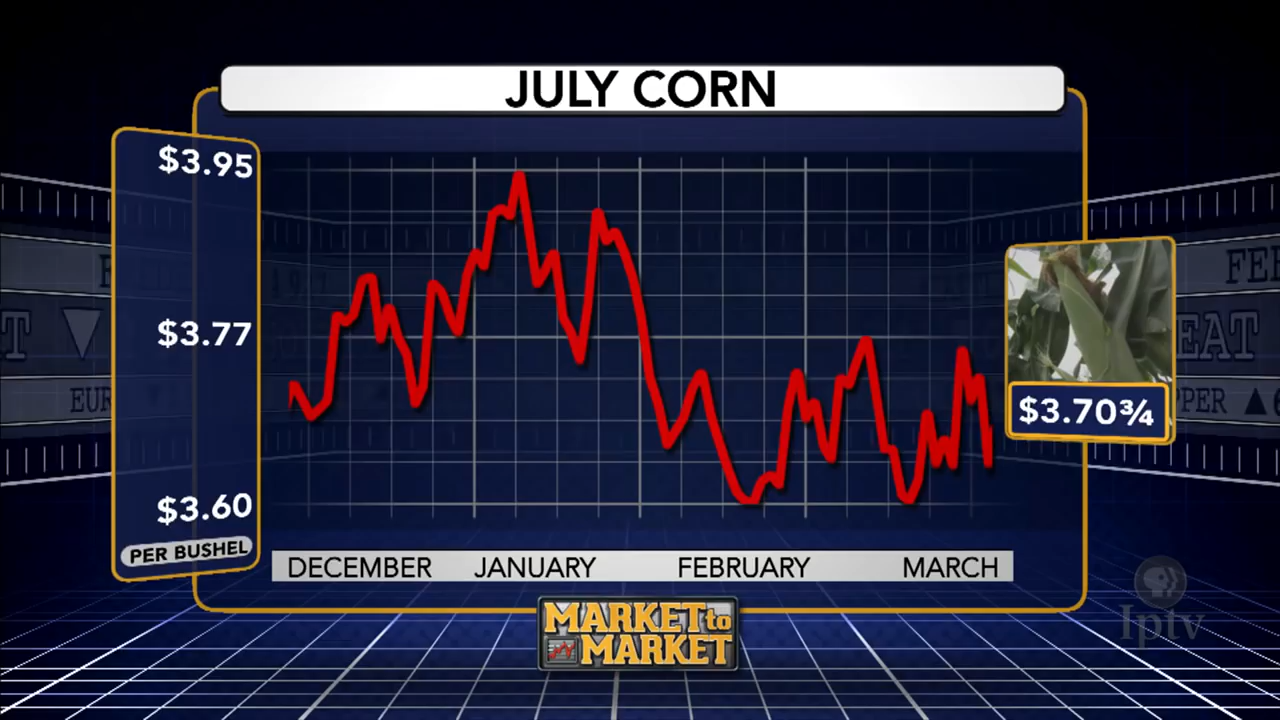 JULY CORN
$3.95
$3.77
$3.60
PER BUSHEL
$3.70¾
DECEMBER JANUARY FEBRUARY MARCH
MARKET to
MARKET
Iptv
EAT